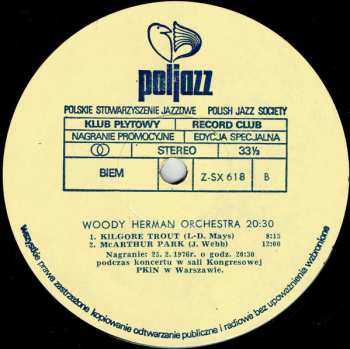 poljazz
POLSKIE STOWARZYSZENIE JAZZOWE POLISH JAZZ SOCIETY
KLUB PŁYTOWY RECORD CLUB
NAGRANIE PROMOCYJNE EDYCJA SPECJALNA
STEREO 33⅓
BIEM Z-SX 618 B
WOODY HERMAN ORCHESTRA 20:30
1. KILGORE TROUT (L-D. Mays) 8:15
2. McARTHUR PARK (J. Webb) 12:00
Nagranie: 25. 2. 1976r. o godz. 20:30
podczas koncertu w sali Kongresowej
PKiN w Warszawie.
wszystkie prawa zastrzeżone, kopiowanie odtwarzanie publiczne i radiowe bez upoważnienia wzbronione